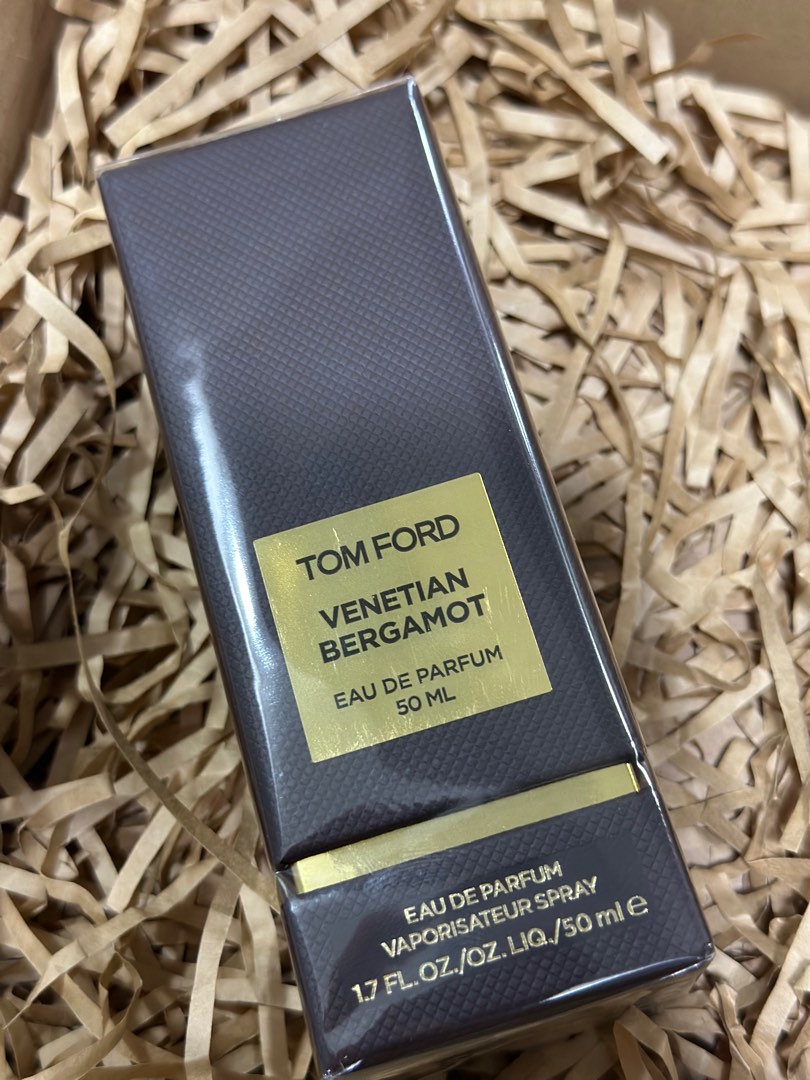 TOM FORD
VENETIAN
BERGAMOT
EAU DE PARFUM
50 ML
EAU DE PARFUM
VAPORISATEUR SPRAY
1.7 FL. OZ./OZ. LIQ./50 ml ℮